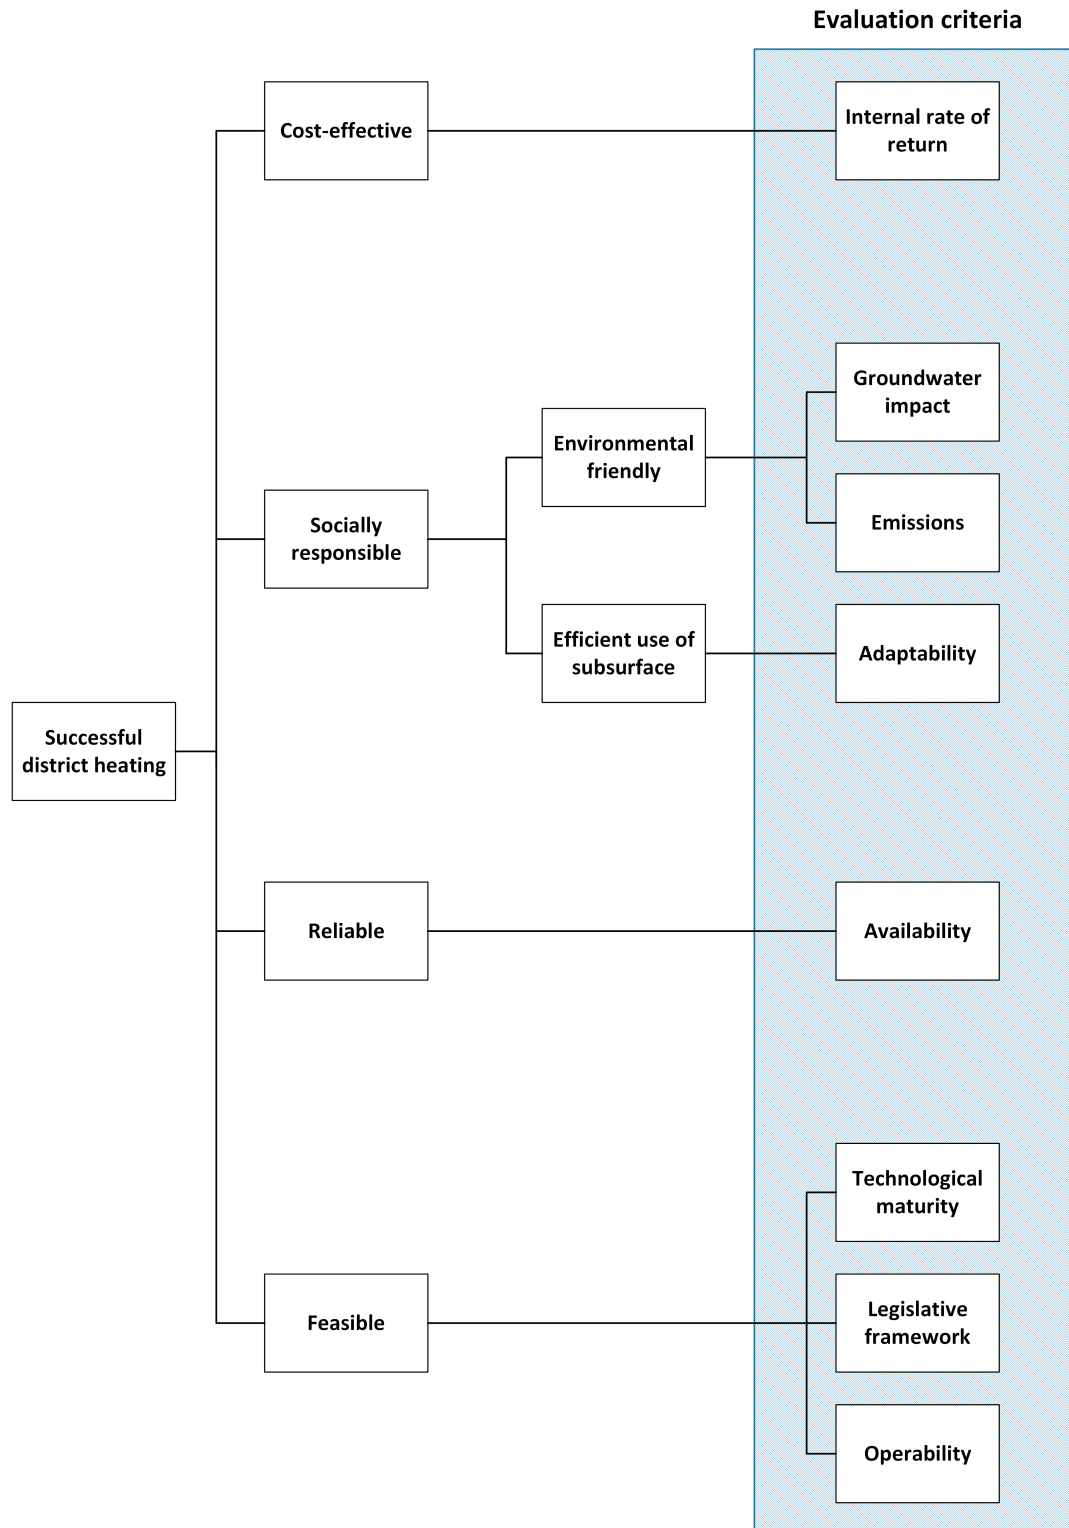 Evaluation criteria
Cost-effective
Internal rate of
return
Groundwater
impact
Environmental
friendly
Socially
responsible
Emissions
Efficient use of
subsurface
Adaptability
Successful
district heating
Reliable
Availability
Technological
maturity
Feasible
Legislative
framework
Operability